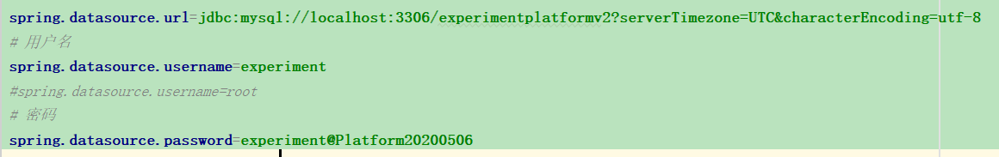 spring.datasource.url=jdbc:mysql://localhost:3306/experimentplatformv2?serverTimezone=UTC&characterEncoding=utf-8
# 用户名
spring.datasource.username=experiment
#spring.datasource.username=root
# 密码
spring.datasource.password=experiment@Platform20200506